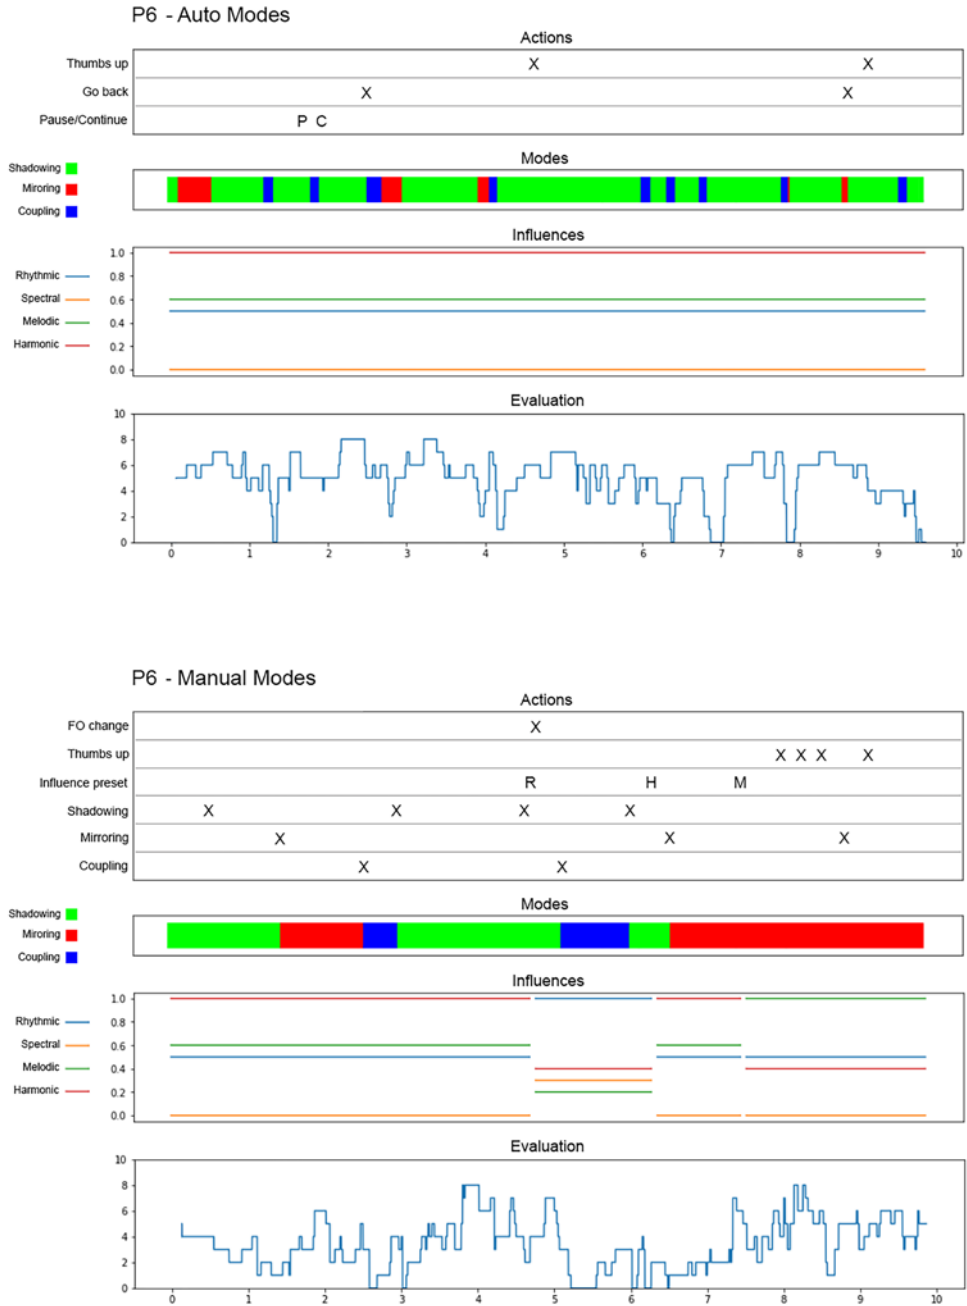 P6 - Auto Modes
Actions
Thumbs up X X
Go back X X
Pause/Continue P C
Modes
Shadowing
Miroring
Coupling
Influences
1.0
Rhythmic 0.8
Spectral 0.6
Melodic 0.4
Harmonic 0.2
0.0
Evaluation
10
8
6
4
2
0
0 1 2 3 4 5 6 7 8 9 10
P6 - Manual Modes
Actions
FO change X
Thumbs up X X X X
Influence preset R H M
Shadowing X X X X
Mirroring X X X
Coupling X X
Modes
Shadowing
Miroring
Coupling
Influences
1.0
Rhythmic 0.8
Spectral 0.6
Melodic 0.4
Harmonic 0.2
0.0
Evaluation
10
8
6
4
2
0
0 1 2 3 4 5 6 7 8 9 10